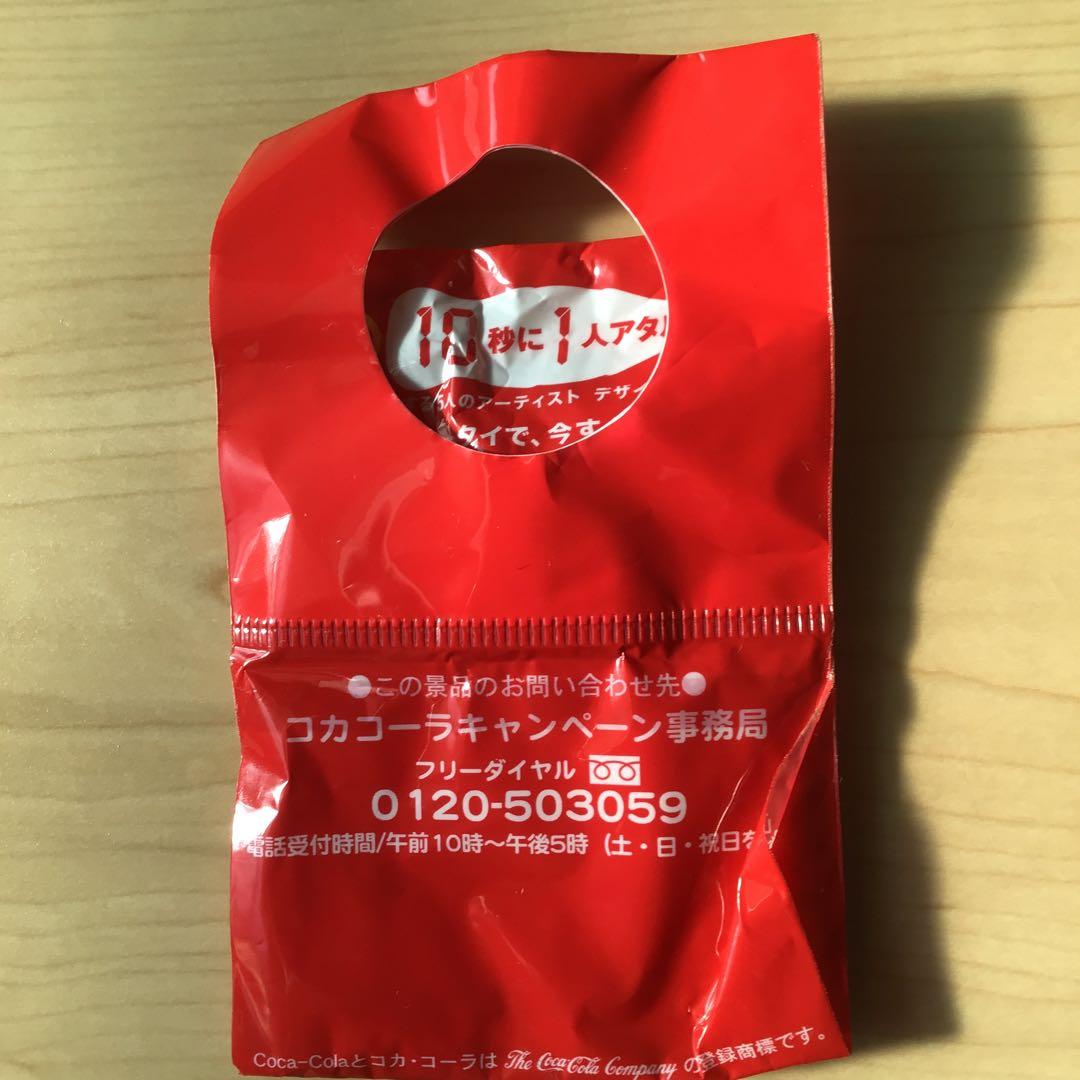 10秒に1人アタ
5人のアーティスト デザイ
タイで、今す
●この景品のお問い合わせ先●
コカコーラキャンペーン事務局
フリーダイヤル
0120-503059
電話受付時間/午前10時～午後5時 (土・日・祝日を
Coca-Colaとコカ・コーラは The Coca-Cola Company の登録商標です。